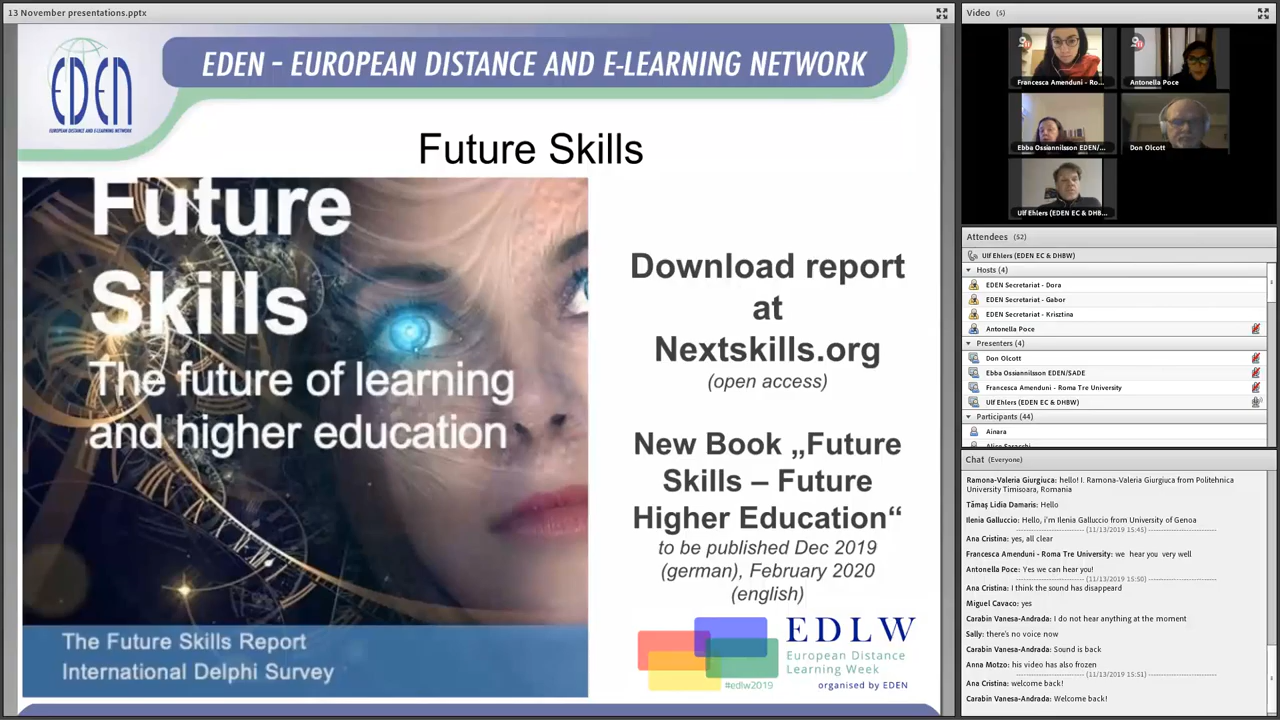 13 November presentations.pptx
EDEN
EUROPEAN DISTANCE AND E-LEARNING NETWORK
EDEN - EUROPEAN DISTANCE AND E-LEARNING NETWORK
Future Skills
Future
Skills
The future of learning
and higher education
The Future Skills Report
International Delphi Survey
Download report
at
Nextskills.org
(open access)
New Book „Future
Skills – Future
Higher Education“
to be published Dec 2019
(german), February 2020
(english)
EDLW
European Distance
Learning Week
#edlw2019
organised by EDEN
Video (5)
Francesca Amenduni - Ro...
Antonella Poce
Ebba Ossiannilsson EDEN/...
Don Olcott
Ulf Ehlers (EDEN EC & DHB...
Attendees (52)
Ulf Ehlers (EDEN EC & DHBW)
Hosts (4)
EDEN Secretariat - Dora
EDEN Secretariat - Gabor
EDEN Secretariat - Krisztina
Antonella Poce
Presenters (4)
Don Olcott
Ebba Ossiannilsson EDEN/SADE
Francesca Amenduni - Roma Tre University
Ulf Ehlers (EDEN EC & DHBW)
Participants (44)
Ainara
Chat (Everyone)
Ramona-Valeria Giurgiuca: hello! I. Ramona-Valeria Giurgiuca from Politehnica
University Timisoara, Romania
Tămaș Lidia Damaris: Hello
Ilenia Galluccio: Hello, i'm Ilenia Galluccio from University of Genoa
(11/13/2019 15:45)
Ana Cristina: yes, all clear
Francesca Amenduni - Roma Tre University: we hear you very well
Antonella Poce: Yes we can hear you!
(11/13/2019 15:50)
Ana Cristina: I think the sound has disappeard
Miguel Cavaco: yes
Carabin Vanesa-Andrada: I do not hear anything at the moment
Sally: there's no voice now
Carabin Vanesa-Andrada: Sound is back
Anna Motzo: his video has also frozen
(11/13/2019 15:51)
Ana Cristina: welcome back!
Carabin Vanesa-Andrada: Welcome back!